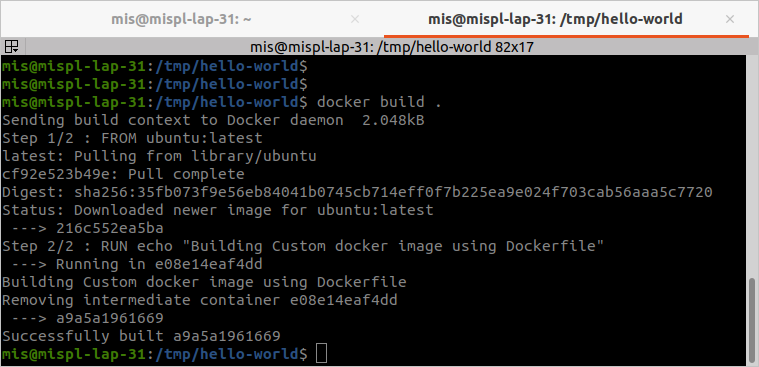 mis@mispl-lap-31: ~ ×
mis@mispl-lap-31: /tmp/hello-world ×
mis@mispl-lap-31: /tmp/hello-world 82x17
mis@mispl-lap-31:/tmp/hello-world$
mis@mispl-lap-31:/tmp/hello-world$
mis@mispl-lap-31:/tmp/hello-world$ docker build .
Sending build context to Docker daemon  2.048kB
Step 1/2 : FROM ubuntu:latest
latest: Pulling from library/ubuntu
cf92e523b49e: Pull complete
Digest: sha256:35fb073f9e56eb84041b0745cb714eff0f7b225ea9e024f703cab56aaa5c7720
Status: Downloaded newer image for ubuntu:latest
 ---> 216c552ea5ba
Step 2/2 : RUN echo "Building Custom docker image using Dockerfile"
 ---> Running in e08e14eaf4dd
Building Custom docker image using Dockerfile
Removing intermediate container e08e14eaf4dd
 ---> a9a5a1961669
Successfully built a9a5a1961669
mis@mispl-lap-31:/tmp/hello-world$